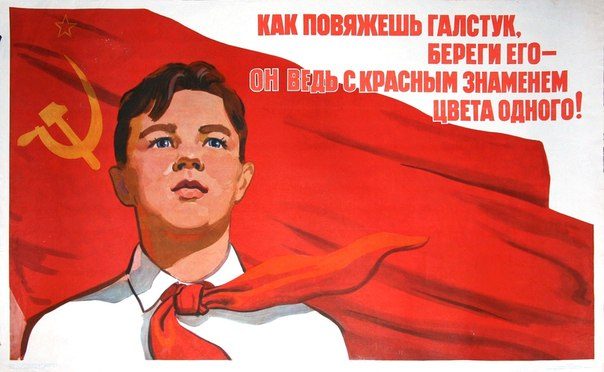 КАК ПОВЯЖЕШЬ ГАЛСТУК,
БЕРЕГИ ЕГО—
ОН ВЕДЬ С КРАСНЫМ ЗНАМЕНЕМ
ЦВЕТА ОДНОГО!